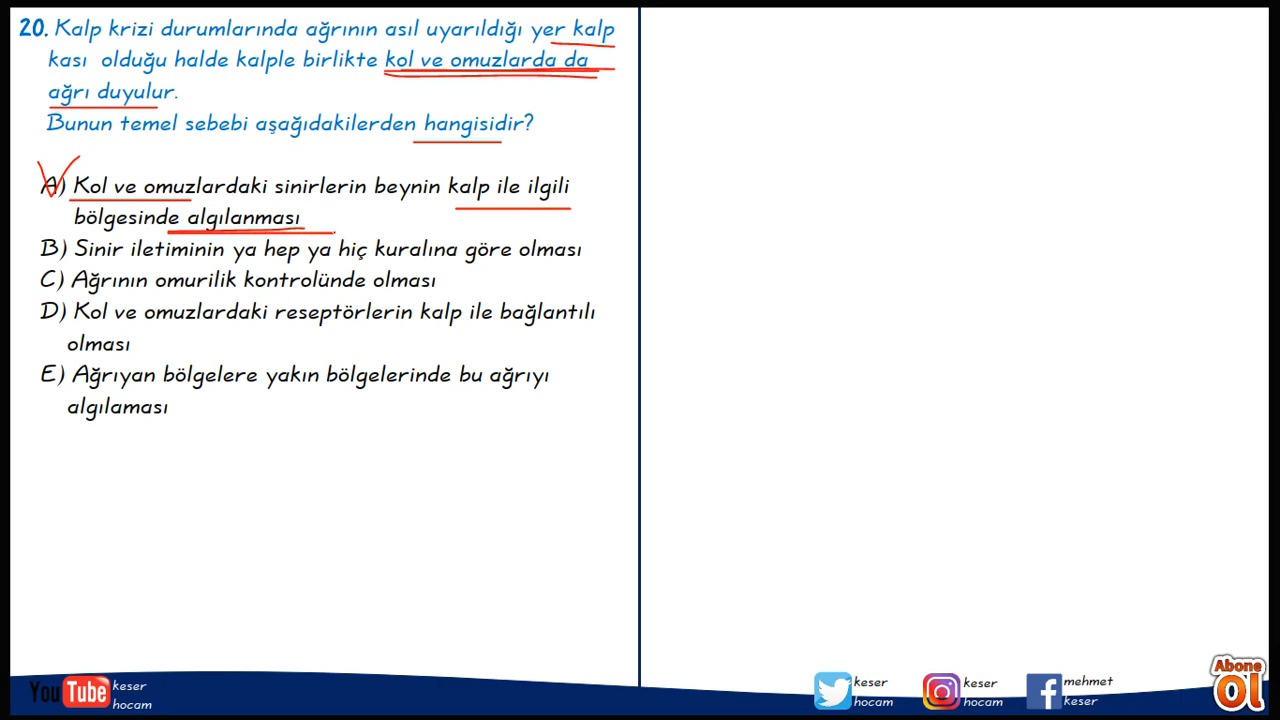 20. Kalp krizi durumlarında ağrının asıl uyarıldığı yer kalp
kası olduğu halde kalple birlikte kol ve omuzlarda da
ağrı duyulur.
Bunun temel sebebi aşağıdakilerden hangisidir?
A) Kol ve omuzlardaki sinirlerin beynin kalp ile ilgili
bölgesinde algılanması
B) Sinir iletiminin ya hep ya hiç kuralına göre olması
C) Ağrının omurilik kontrolünde olması
D) Kol ve omuzlardaki reseptörlerin kalp ile bağlantılı
olması
E) Ağrıyan bölgelere yakın bölgelerinde bu ağrıyı
algılaması
YouTube keser
hocam
keser
hocam
keser
hocam
mehmet
keser
Abone
OL